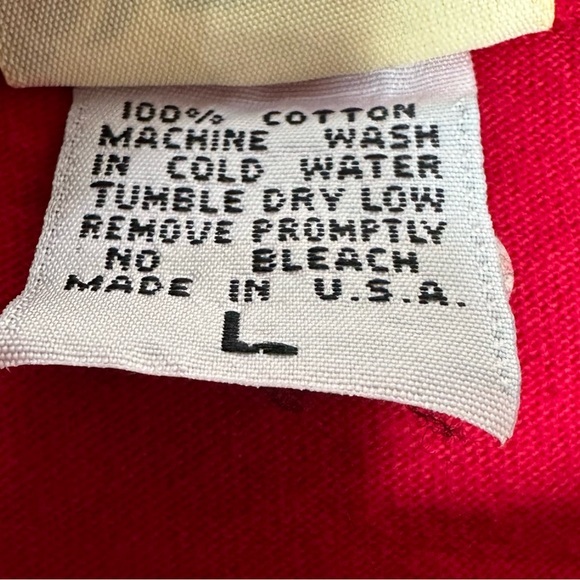 100% COTTON
MACHINE WASH
IN COLD WATER
TUMBLE DRY LOW
REMOVE PROMPTLY
NO BLEACH
MADE IN U.S.A.
L